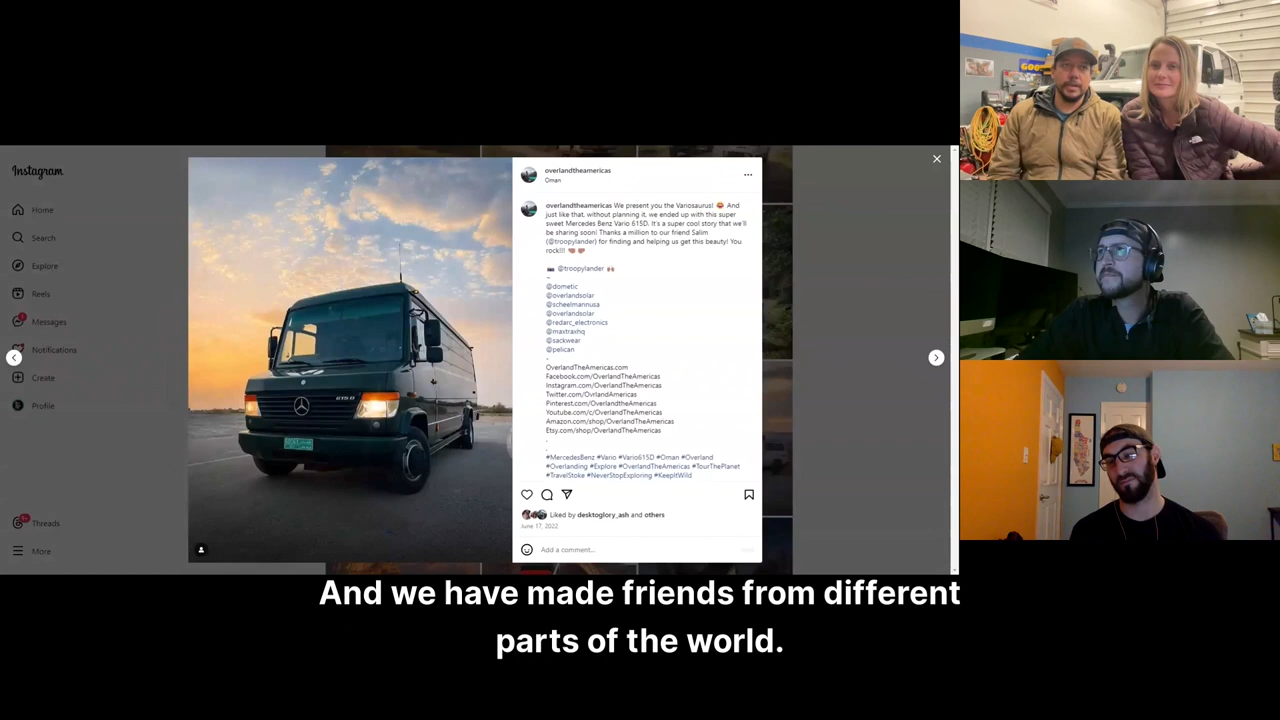 Instagram
Home
Search
Explore
Reels
Messages
Notifications
Create
Profile
Threads
More
615D
overlandtheamericas
Oman
overlandtheamericas We present you the Variosaurus! And
just like that, without planning it, we ended up with this super
sweet Mercedes Benz Vario 615D. It's a super cool story that we'll
be sharing soon! Thanks a million to our friend Salim
(@troopylander) for finding and helping us get this beauty! You
rock!!!
@troopylander
~
@dometic
@overlandsolar
@scheelmannusa
@overlandsolar
@redarc_electronics
@maxtraxhq
@sackwear
@pelican
OverlandTheAmericas.com
Facebook.com/OverlandTheAmericas
Instagram.com/OverlandTheAmericas
Twitter.com/OvrlandAmericas
Pinterest.com/OverlandtheAmericas
Youtube.com/c/OverlandTheAmericas
Amazon.com/shop/OverlandTheAmericas
Etsy.com/shop/OverlandTheAmericas
.
.
#MercedesBenz #Vario #Vario615D #Oman #Overland
#Overlanding #Explore #OverlandTheAmericas #TourThePlanet
#TravelStoke #NeverStopExploring #KeepItWild
Liked by desktoglory_ash and others
June 17, 2022
Add a comment...
And we have made friends from different
parts of the world.